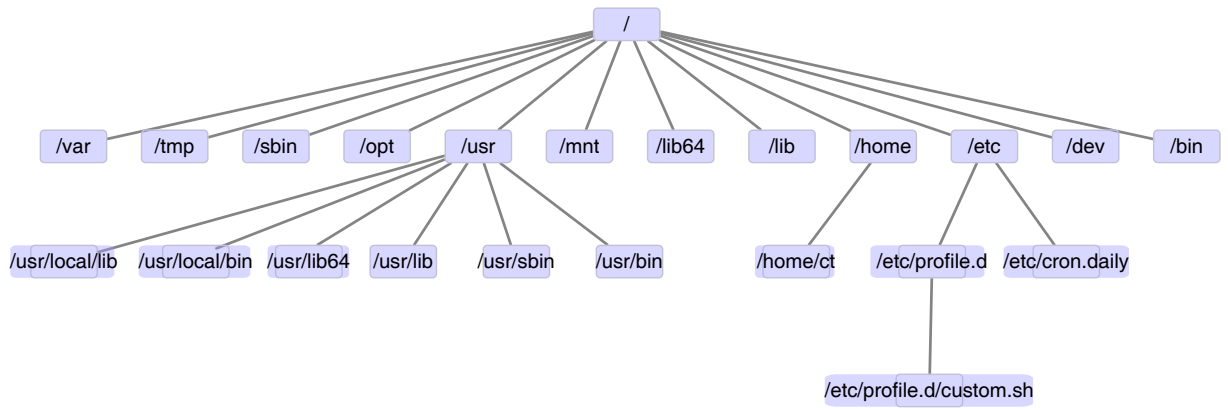 /
/var
/tmp
/sbin
/opt
/usr
/mnt
/lib64
/lib
/home
/etc
/dev
/bin
/usr/local/lib
/usr/local/bin
/usr/lib64
/usr/lib
/usr/sbin
/usr/bin
/home/ct
/etc/profile.d
/etc/cron.daily
/etc/profile.d/custom.sh